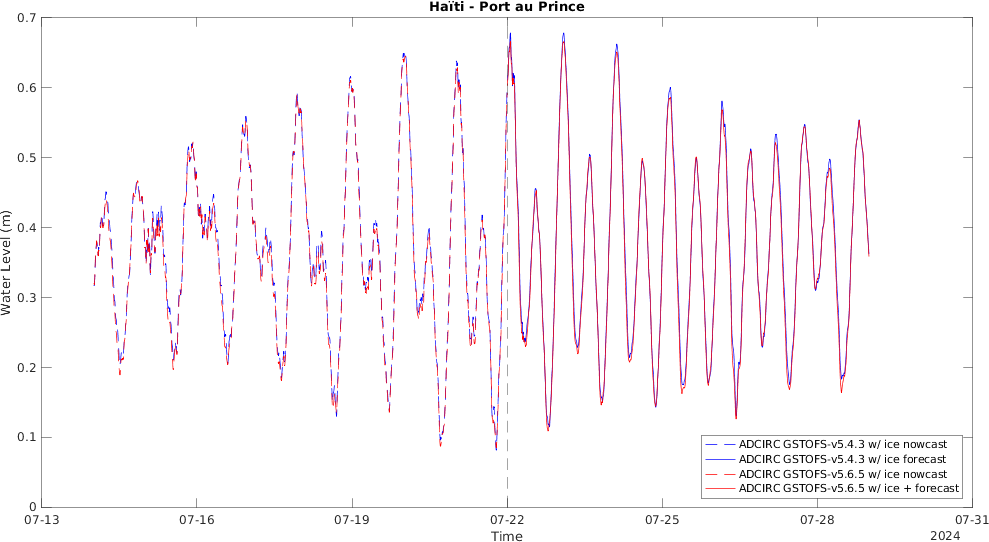 Haïti - Port au Prince
Water Level (m)
0.7
0.6
0.5
0.4
0.3
0.2
0.1
0
07-13
07-16
07-19
07-22
07-25
07-28
07-31
Time
2024
ADCIRC GSTOFS-v5.4.3 w/ ice nowcast
ADCIRC GSTOFS-v5.4.3 w/ ice forecast
ADCIRC GSTOFS-v5.6.5 w/ ice nowcast
ADCIRC GSTOFS-v5.6.5 w/ ice + forecast